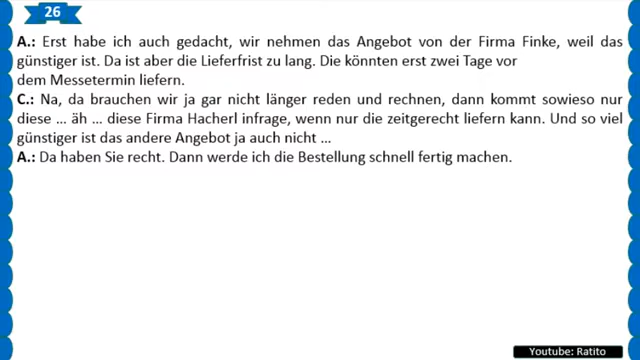 26
A.: Erst habe ich auch gedacht, wir nehmen das Angebot von der Firma Finke, weil das
günstiger ist. Da ist aber die Lieferfrist zu lang. Die könnten erst zwei Tage vor
dem Messetermin liefern.
C.: Na, da brauchen wir ja gar nicht länger reden und rechnen, dann kommt sowieso nur
diese ... äh ... diese Firma Hacherl infrage, wenn nur die zeitgerecht liefern kann. Und so viel
günstiger ist das andere Angebot ja auch nicht ...
A.: Da haben Sie recht. Dann werde ich die Bestellung schnell fertig machen.
Youtube: Ratito